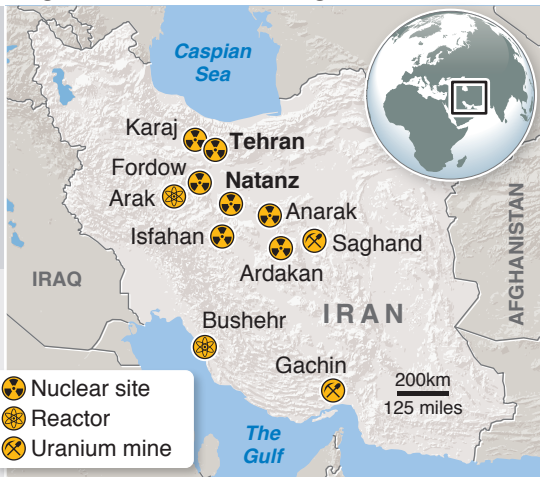 Caspian
Sea
Karaj
Tehran
Fordow
Natanz
Arak
Anarak
Isfahan
Saghand
Ardakan
IRAQ
AFGHANISTAN
IRAN
Bushehr
Gachin
200km
125 miles
Nuclear site
Reactor
Uranium mine
The
Gulf